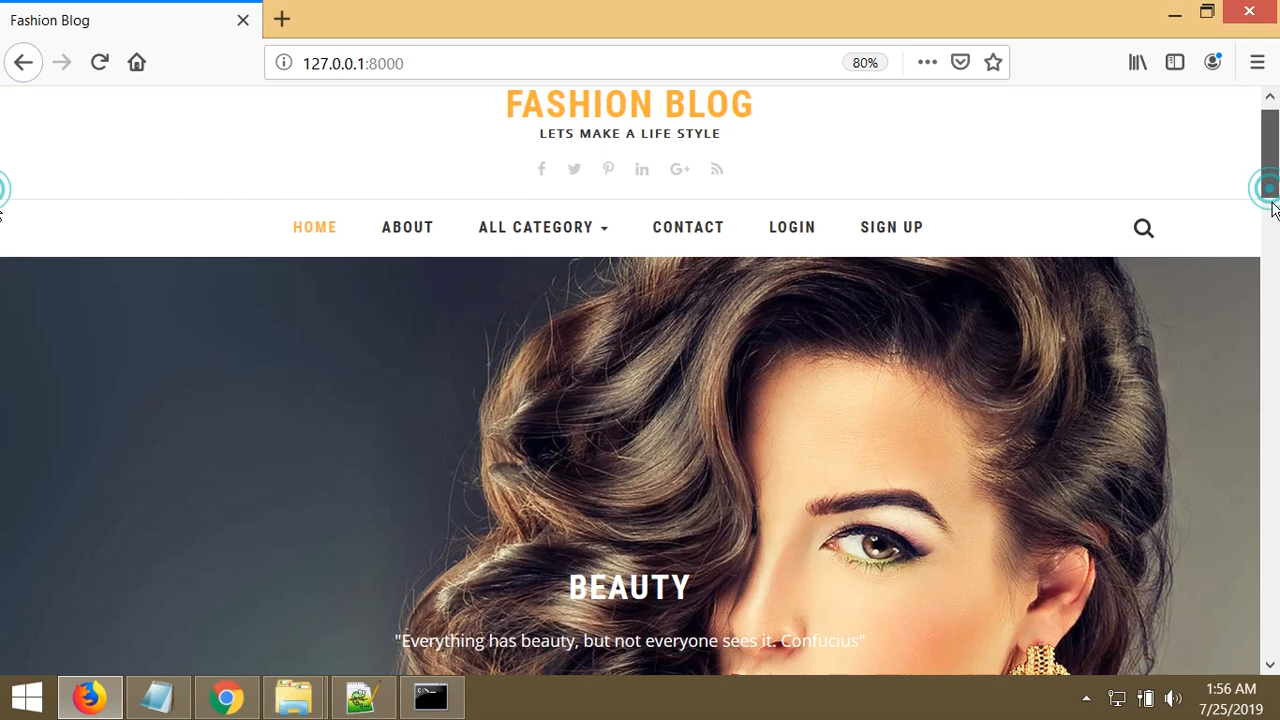 Fashion Blog
127.0.0.1:8000
80%
FASHION BLOG
LETS MAKE A LIFE STYLE
HOME ABOUT ALL CATEGORY CONTACT LOGIN SIGN UP
BEAUTY
"Everything has beauty, but not everyone sees it. Confucius"
1:56 AM
7/25/2019